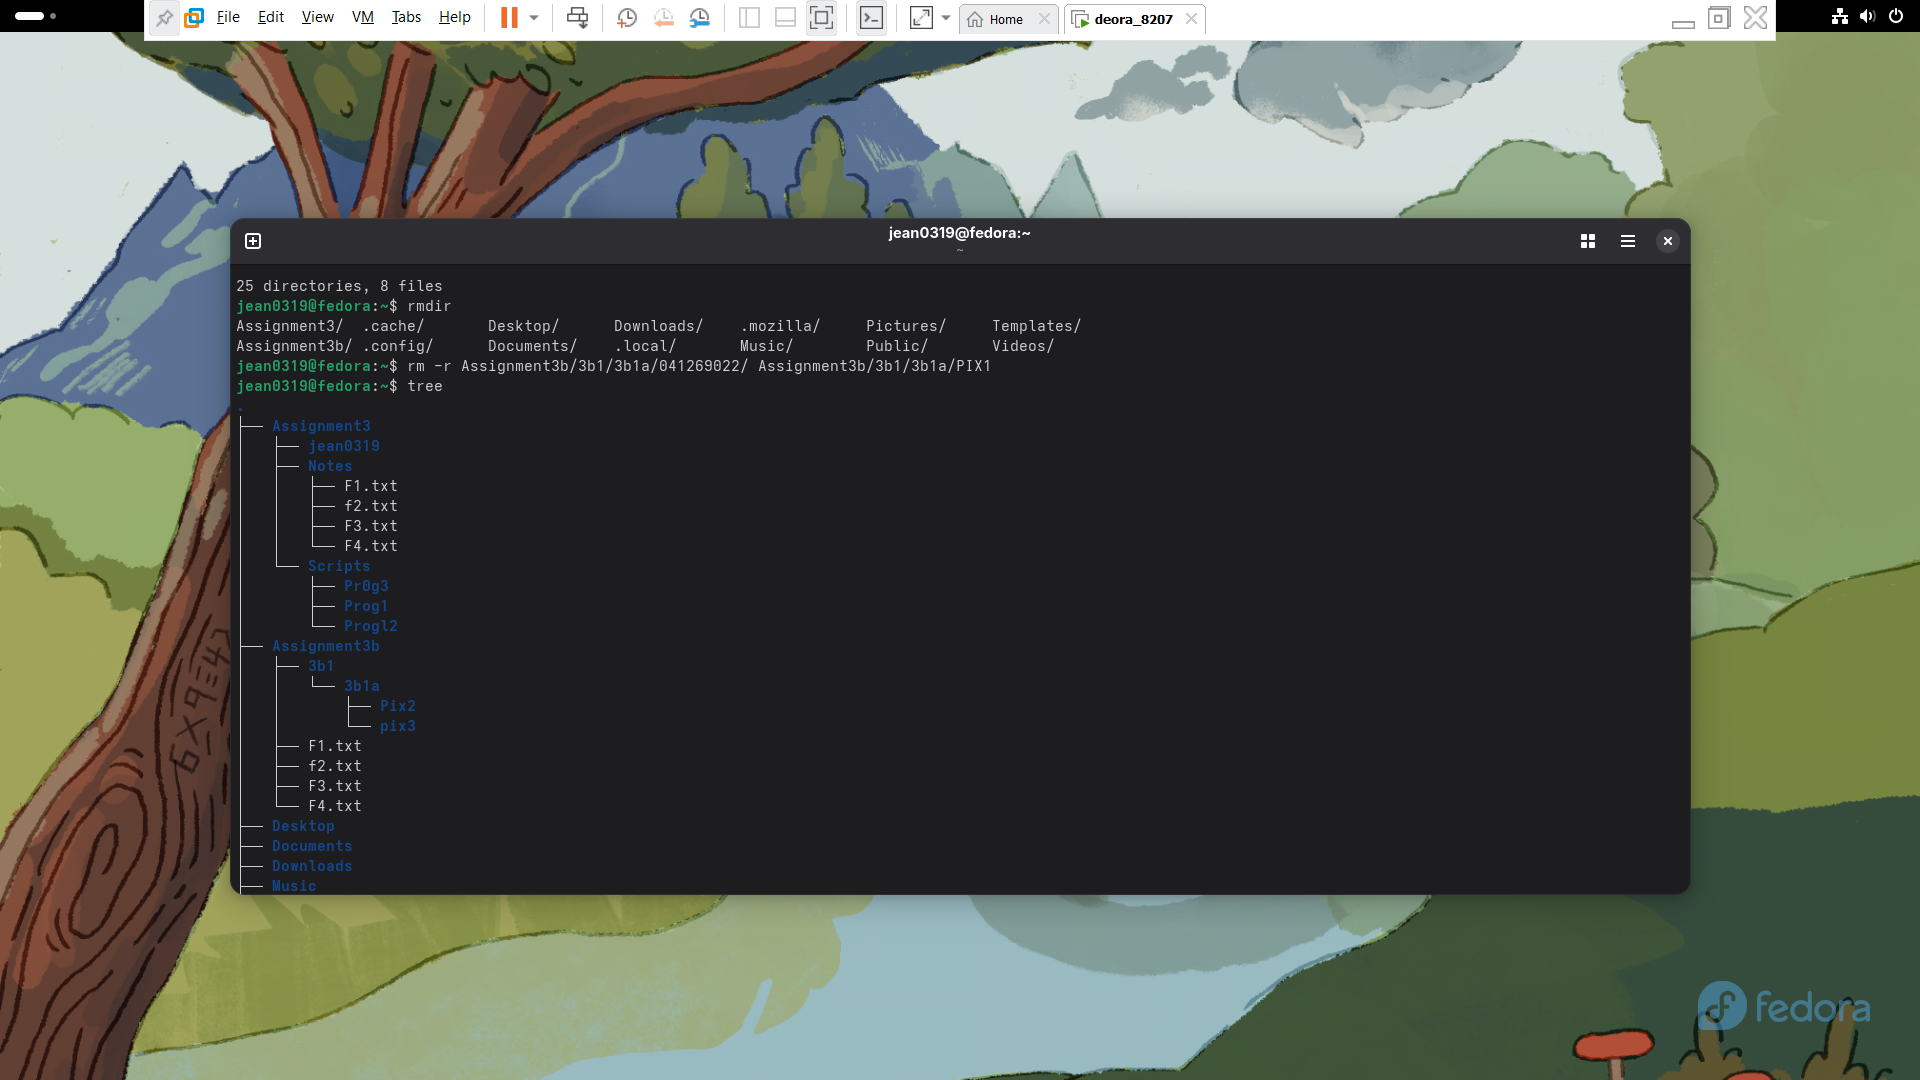 File Edit View VM Tabs Help Home deora_8207
jean0319@fedora:~
~
25 directories, 8 files
jean0319@fedora:~$ rmdir
Assignment3/ .cache/ Desktop/ Downloads/ .mozilla/ Pictures/ Templates/
Assignment3b/ .config/ Documents/ .local/ Music/ Public/ Videos/
jean0319@fedora:~$ rm -r Assignment3b/3b1/3b1a/041269022/ Assignment3b/3b1/3b1a/PIX1
jean0319@fedora:~$ tree
.
├── Assignment3
│   ├── jean0319
│   ├── Notes
│   │   ├── F1.txt
│   │   ├── f2.txt
│   │   ├── F3.txt
│   │   └── F4.txt
│   └── Scripts
│       ├── Pr0g3
│       ├── Prog1
│       └── Progl2
├── Assignment3b
│   ├── 3b1
│   │   └── 3b1a
│   │       ├── Pix2
│   │       └── pix3
│   ├── F1.txt
│   ├── f2.txt
│   ├── F3.txt
│   └── F4.txt
├── Desktop
├── Documents
├── Downloads
├── Music
6x9=42
fedora